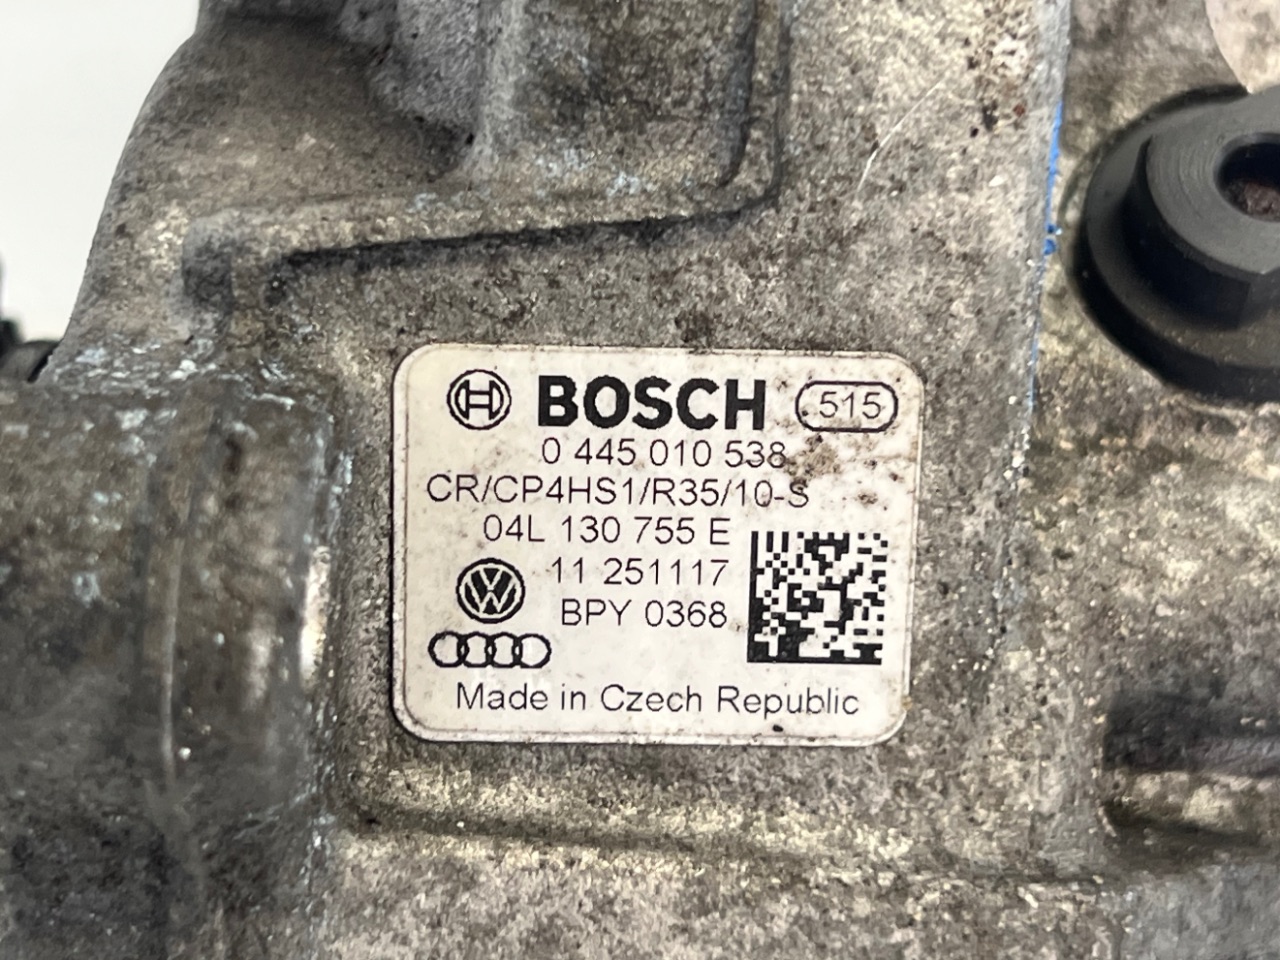 BOSCH 515
0 445 010 538
CR/CP4HS1/R35/10-S
04L 130 755 E
11 251117
BPY 0368
Made in Czech Republic